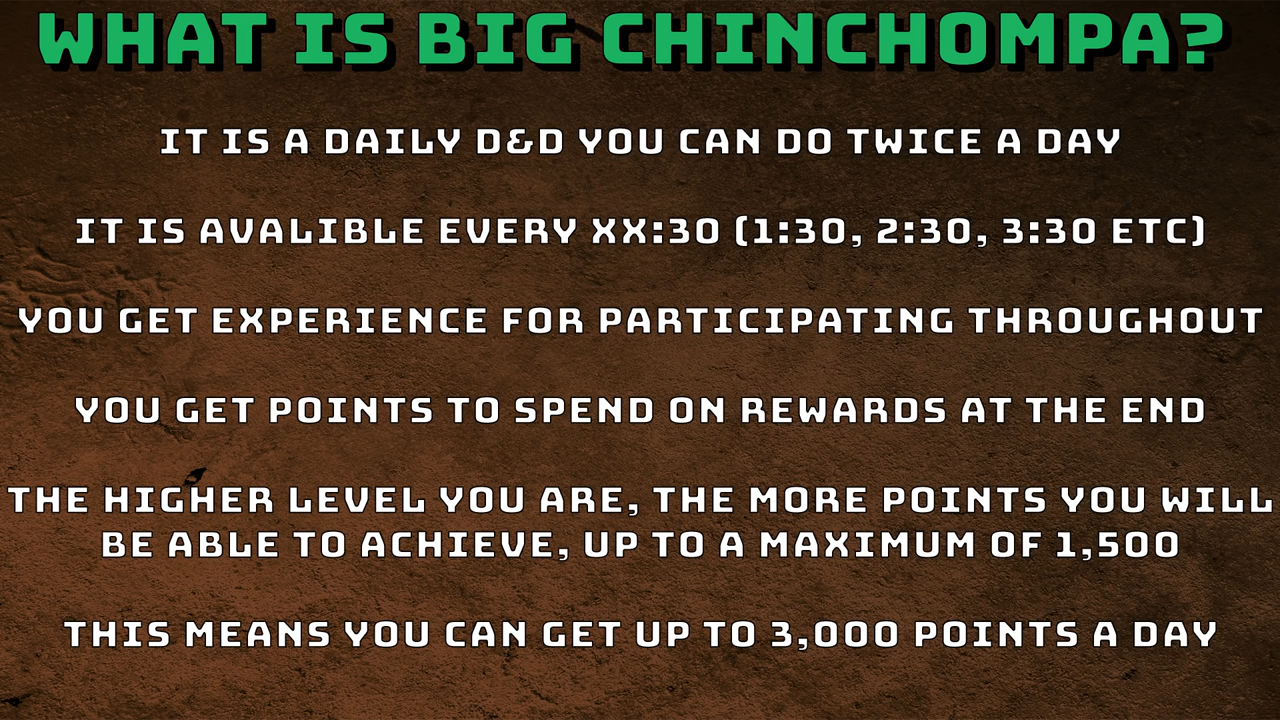 WHAT IS BIG CHINCHOMPA?
IT IS A DAILY D&D YOU CAN DO TWICE A DAY
IT IS AVALIBLE EVERY XX:30 (1:30, 2:30, 3:30 ETC)
YOU GET EXPERIENCE FOR PARTICIPATING THROUGHOUT
YOU GET POINTS TO SPEND ON REWARDS AT THE END
THE HIGHER LEVEL YOU ARE, THE MORE POINTS YOU WILL
BE ABLE TO ACHIEVE, UP TO A MAXIMUM OF 1,500
THIS MEANS YOU CAN GET UP TO 3,000 POINTS A DAY